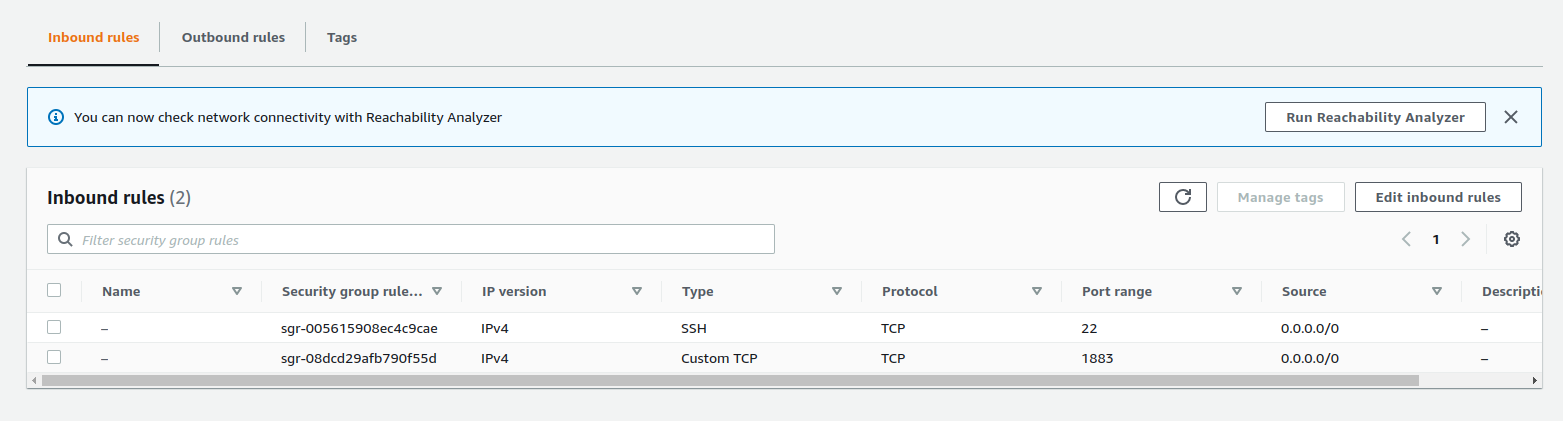 Inbound rules Outbound rules Tags
You can now check network connectivity with Reachability Analyzer Run Reachability Analyzer
Inbound rules (2) Manage tags Edit inbound rules
Filter security group rules 1
Name Security group rule... IP version Type Protocol Port range Source Descripti
– sgr-005615908ec4c9cae IPv4 SSH TCP 22 0.0.0.0/0 –
– sgr-08dcd29afb790f55d IPv4 Custom TCP TCP 1883 0.0.0.0/0 –